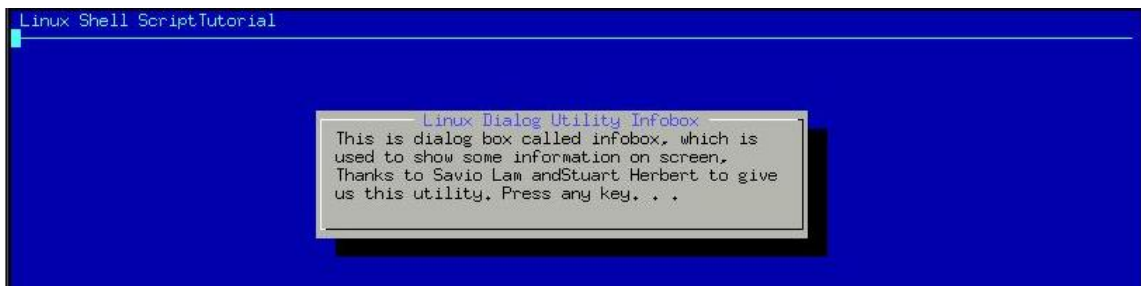 Linux Shell ScriptTutorial
Linux Dialog Utility Infobox
This is dialog box called infobox, which is
used to show some information on screen,
Thanks to Savio Lam andStuart Herbert to give
us this utility. Press any key. . .